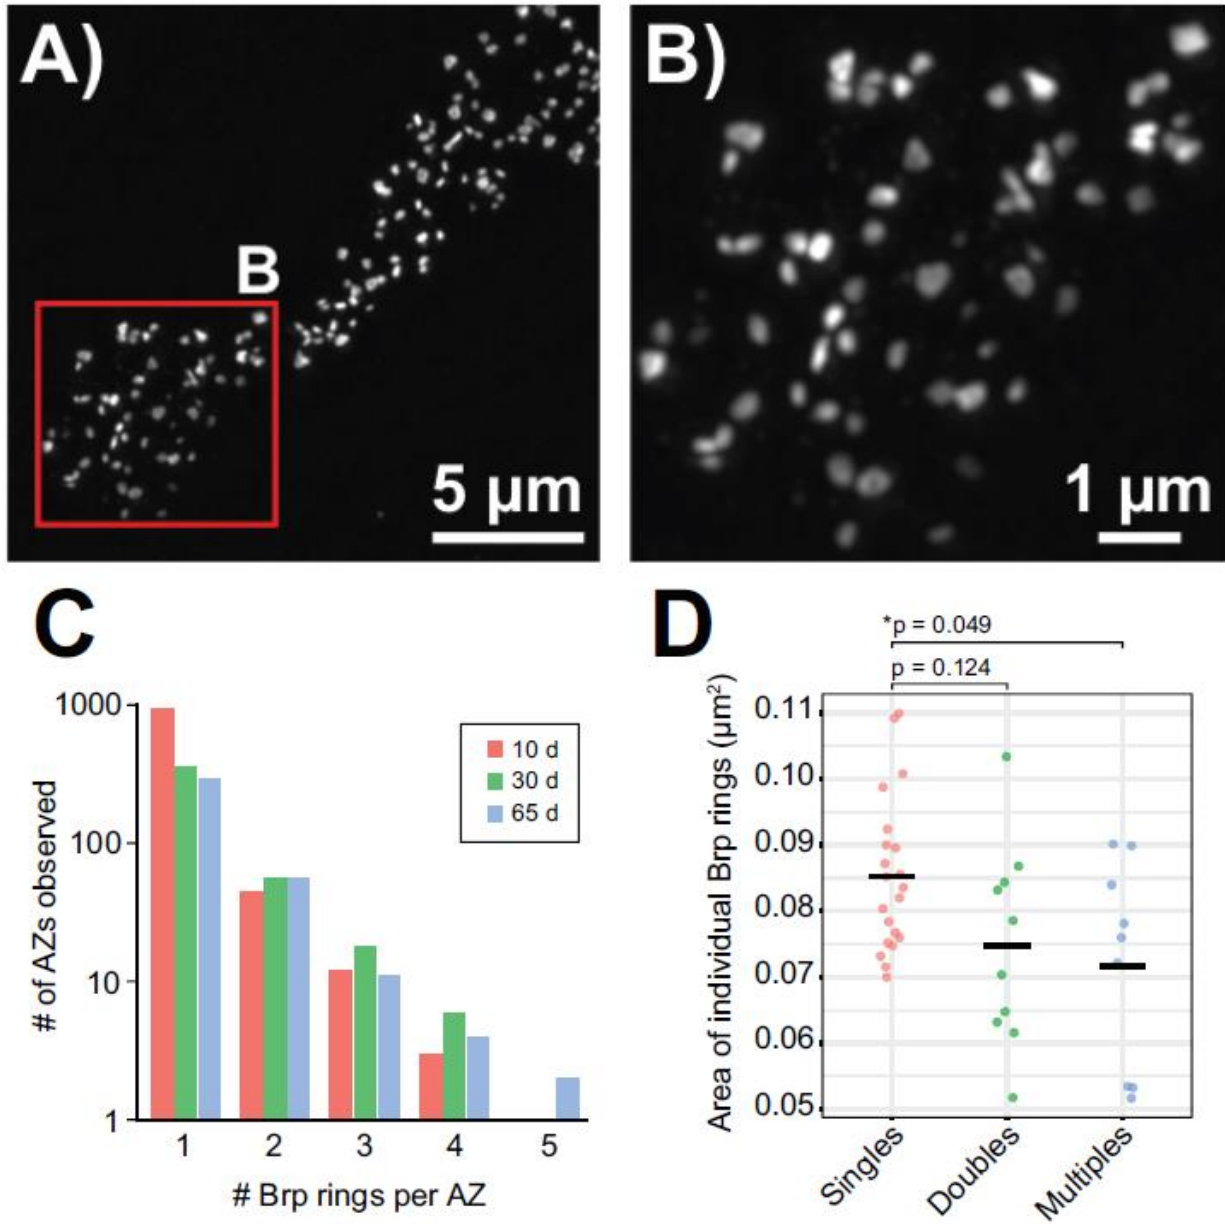 A)
B
5 µm
B)
1 µm
C
# of AZs observed
1000
100
10
1
10 d
30 d
65 d
1 2 3 4 5
# Brp rings per AZ
D
*p = 0.049
p = 0.124
Area of individual Brp rings (µm²)
0.11
0.10
0.09
0.08
0.07
0.06
0.05
Singles
Doubles
Multiples